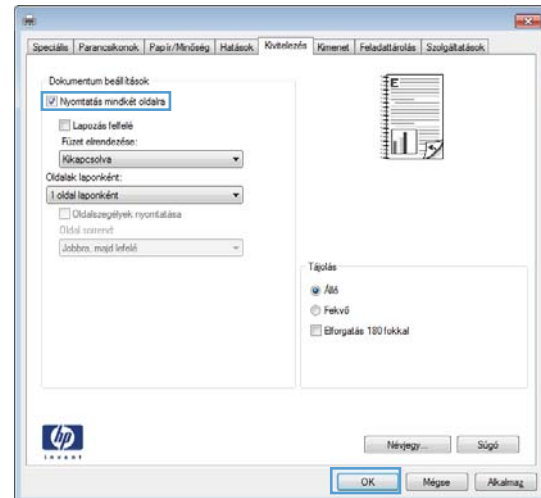 Speciális Parancsikonok Papír/Minőség Hatások Kivitelezés Kimenet Feladattárolás Szolgáltatások
Dokumentum beállítások
Nyomtatás mindkét oldalra
Lapozás felfelé
Füzet elrendezése:
Kikapcsolva
Oldalak laponként:
1 oldal laponként
Oldalszegélyek nyomtatása
Oldal sorrend:
Jobbra, majd lefelé
E
Tájolás
Álló
Fekvő
Elforgatás 180 fokkal
hp
invent
Névjegy... Súgó
OK Mégse Alkalmaz